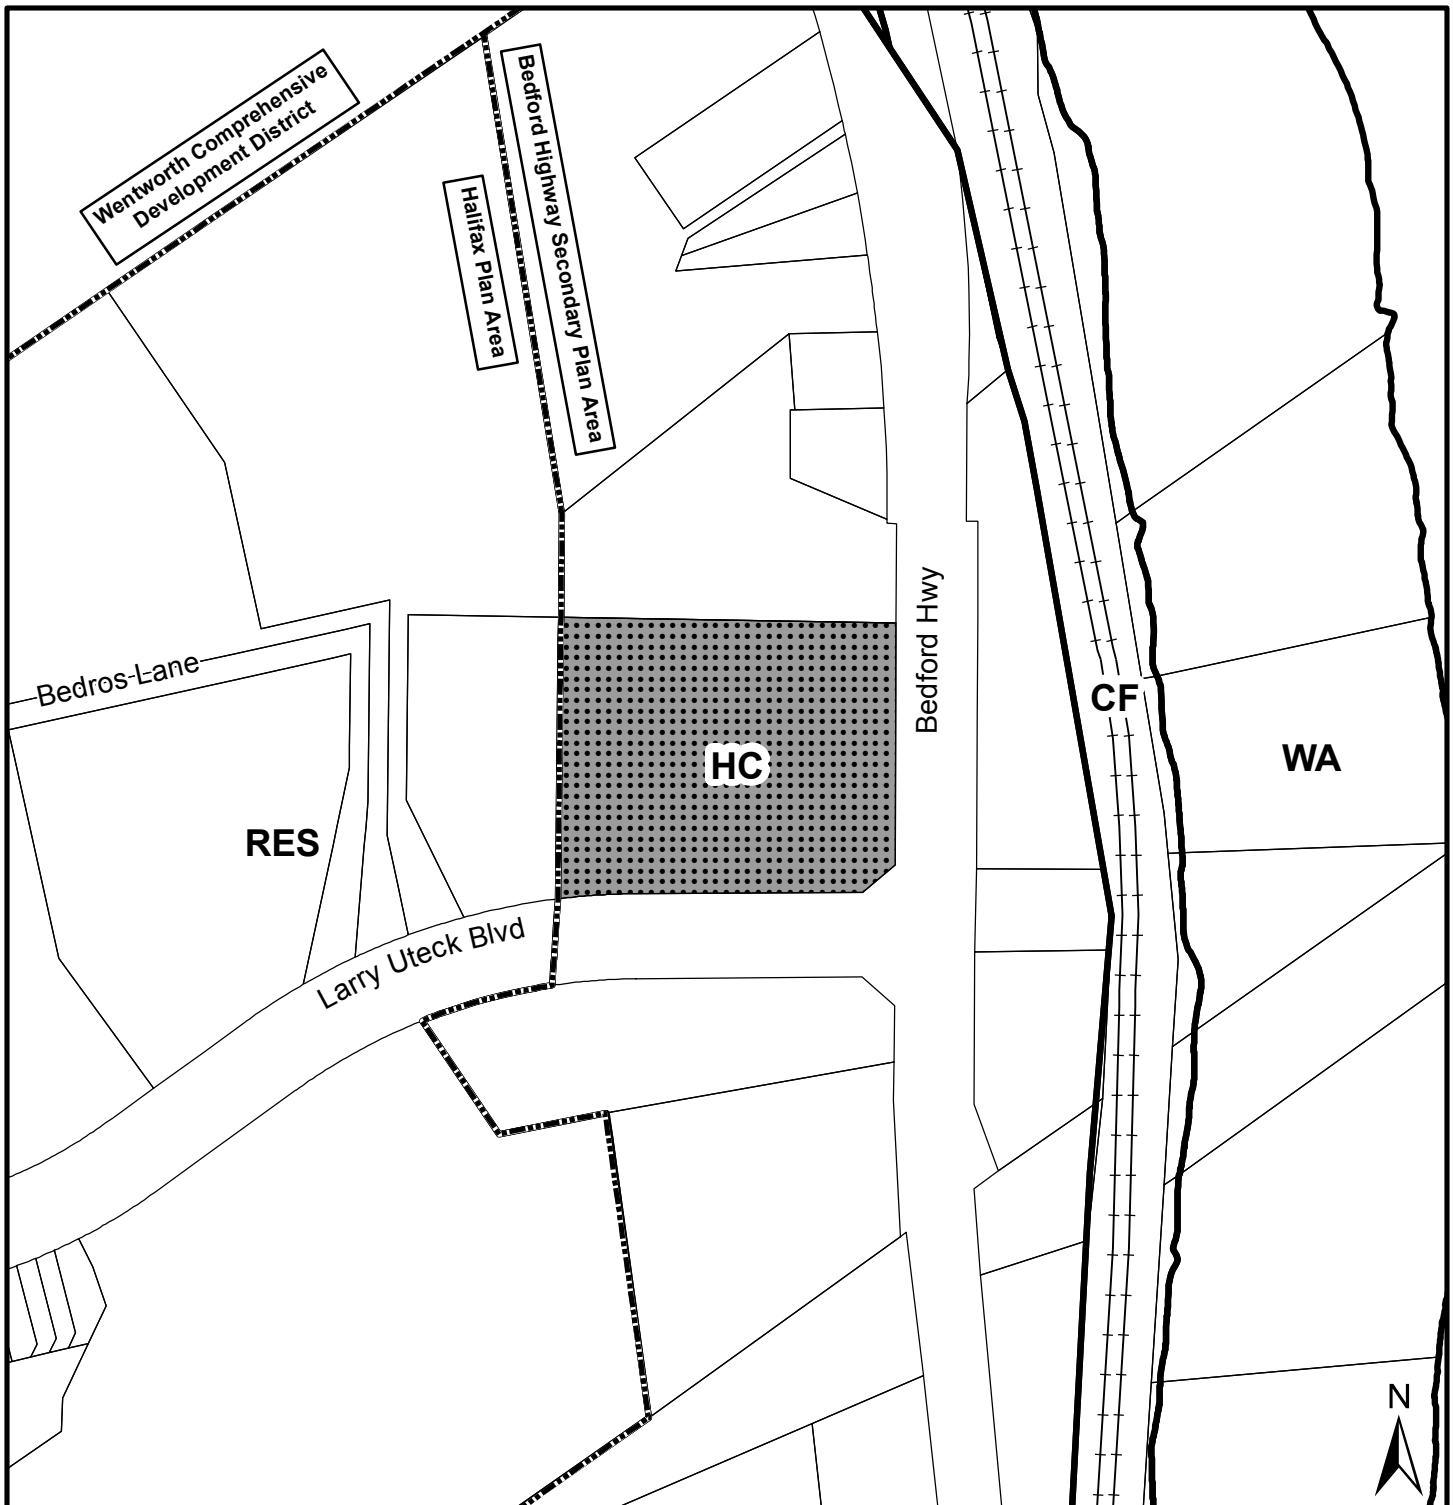 Wentworth Comprehensive
Development District
Bedford Highway Secondary Plan Area
Halifax Plan Area
Bedros Lane
Bedford Hwy
CF
HC
WA
RES
Larry Uteck Blvd
N